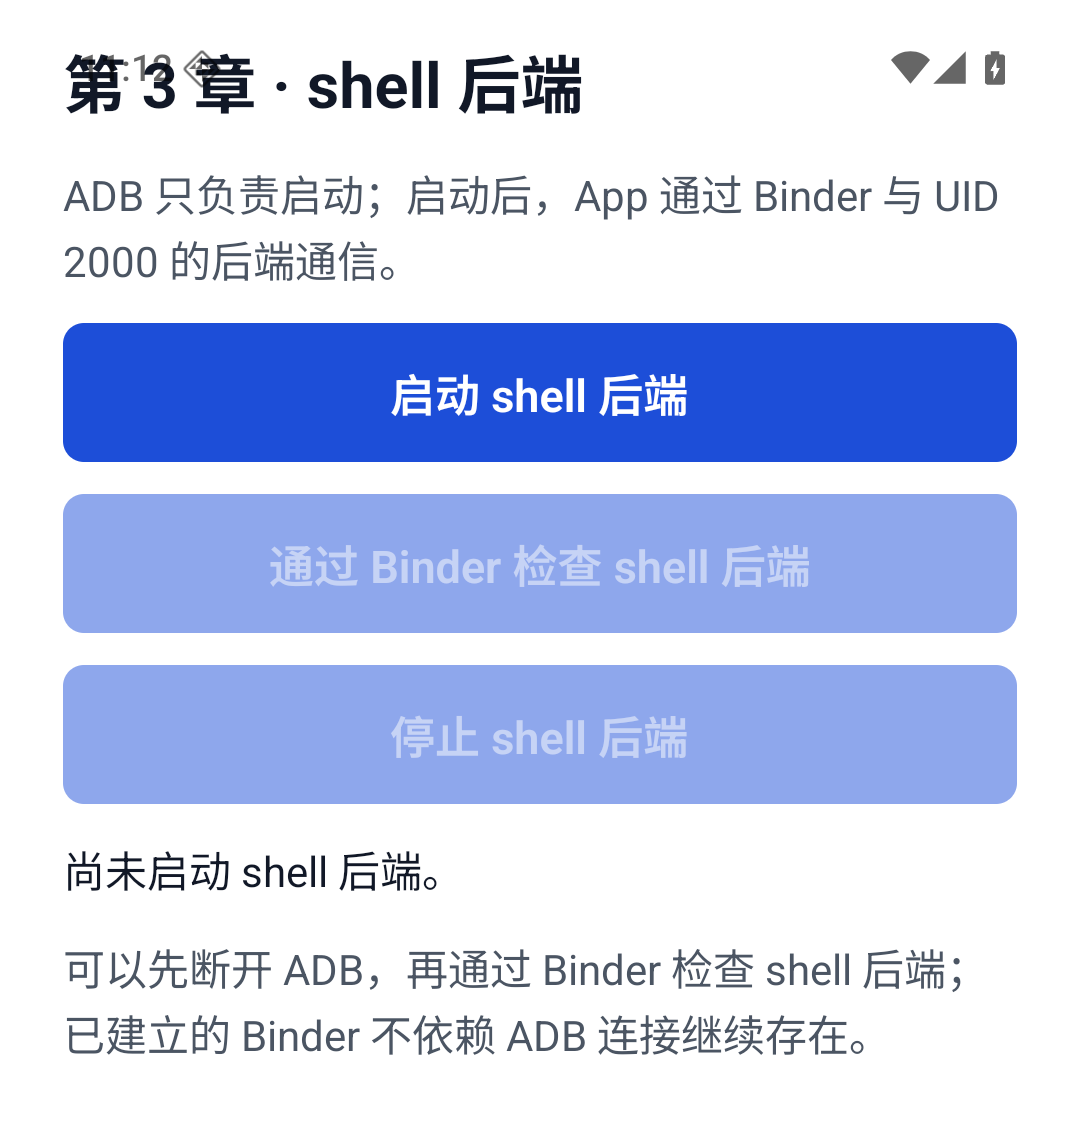 11:12
第 3 章 · shell 后端
ADB 只负责启动；启动后，App 通过 Binder 与 UID
2000 的后端通信。
启动 shell 后端
通过 Binder 检查 shell 后端
停止 shell 后端
尚未启动 shell 后端。
可以先断开 ADB，再通过 Binder 检查 shell 后端；
已建立的 Binder 不依赖 ADB 连接继续存在。